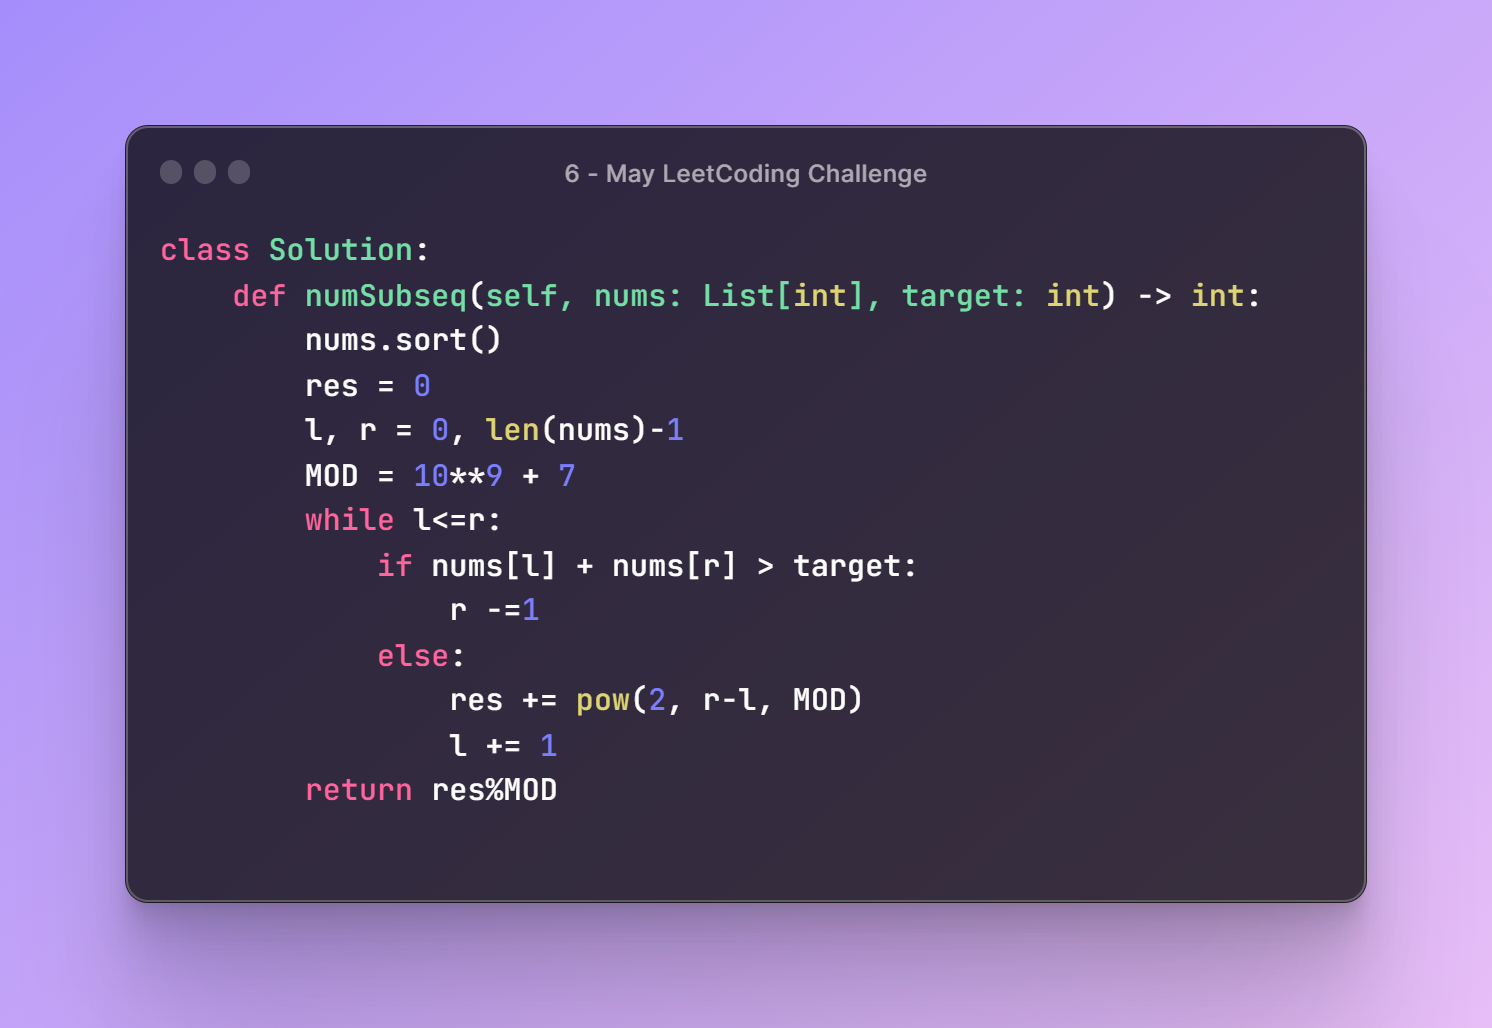 6 - May LeetCoding Challenge
class Solution:
    def numSubseq(self, nums: List[int], target: int) -> int:
        nums.sort()
        res = 0
        l, r = 0, len(nums)-1
        MOD = 10**9 + 7
        while l<=r:
            if nums[l] + nums[r] > target:
                r -=1
            else:
                res += pow(2, r-l, MOD)
                l += 1
        return res%MOD